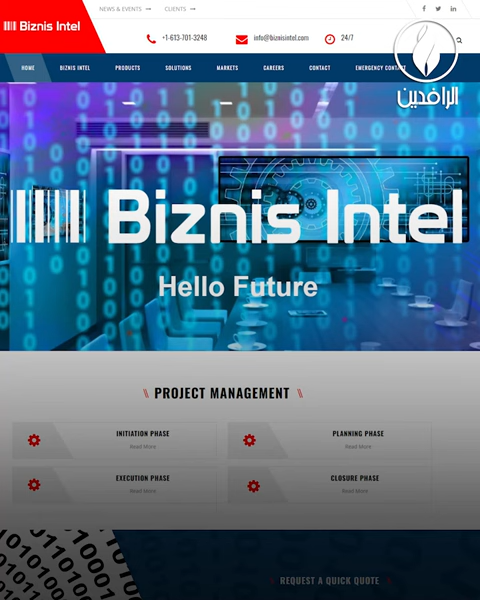 NEWS & EVENTS
CLIENTS
Biznis Intel
+1-613-701-3248
info@biznisintel.com
24/7
الرافدين
HOME
BIZNIS INTEL
PRODUCTS
SOLUTIONS
MARKETS
CAREERS
CONTACT
EMERGENCY CONTACT
Biznis Intel
Hello Future
\\ PROJECT MANAGEMENT \\
INITIATION PHASE
Read More
PLANNING PHASE
Read More
EXECUTION PHASE
Read More
CLOSURE PHASE
Read More
REQUEST A QUICK QUOTE